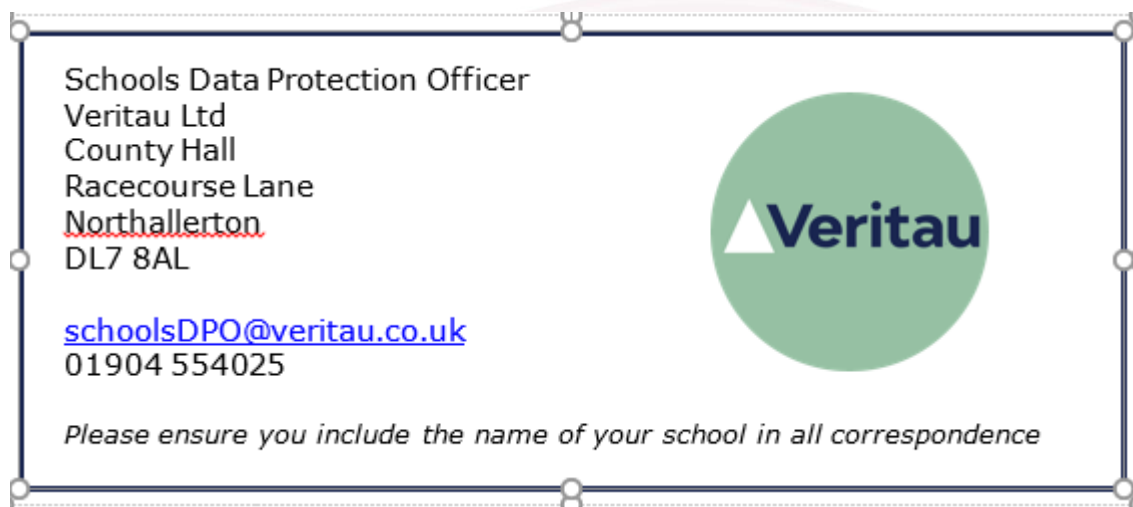 Schools Data Protection Officer
Veritau Ltd
County Hall
Racecourse Lane
Northallerton
DL7 8AL
schoolsDPO@veritau.co.uk
01904 554025
Please ensure you include the name of your school in all correspondence
Veritau